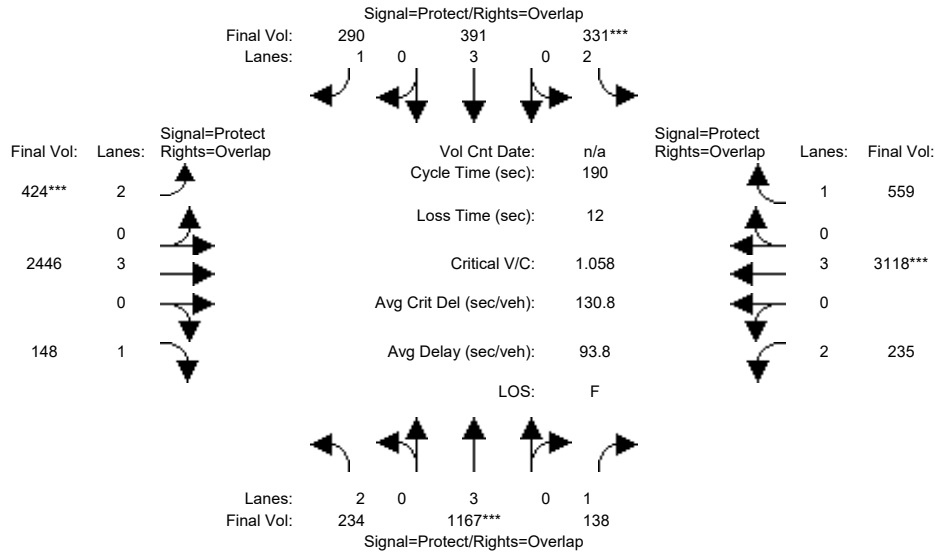 Signal=Protect/Rights=Overlap
Final Vol: 290 391 331***
Lanes: 1 0 3 0 2
Signal=Protect Signal=Protect
Final Vol: Lanes: Rights=Overlap Vol Cnt Date: n/a Rights=Overlap Lanes: Final Vol:
Cycle Time (sec): 190
424*** 2 1 559
Loss Time (sec): 12
0 0
2446 3 Critical V/C: 1.058 3 3118***
0 Avg Crit Del (sec/veh): 130.8 0
148 1 Avg Delay (sec/veh): 93.8 2 235
LOS: F
Lanes: 2 0 3 0 1
Final Vol: 234 1167*** 138
Signal=Protect/Rights=Overlap